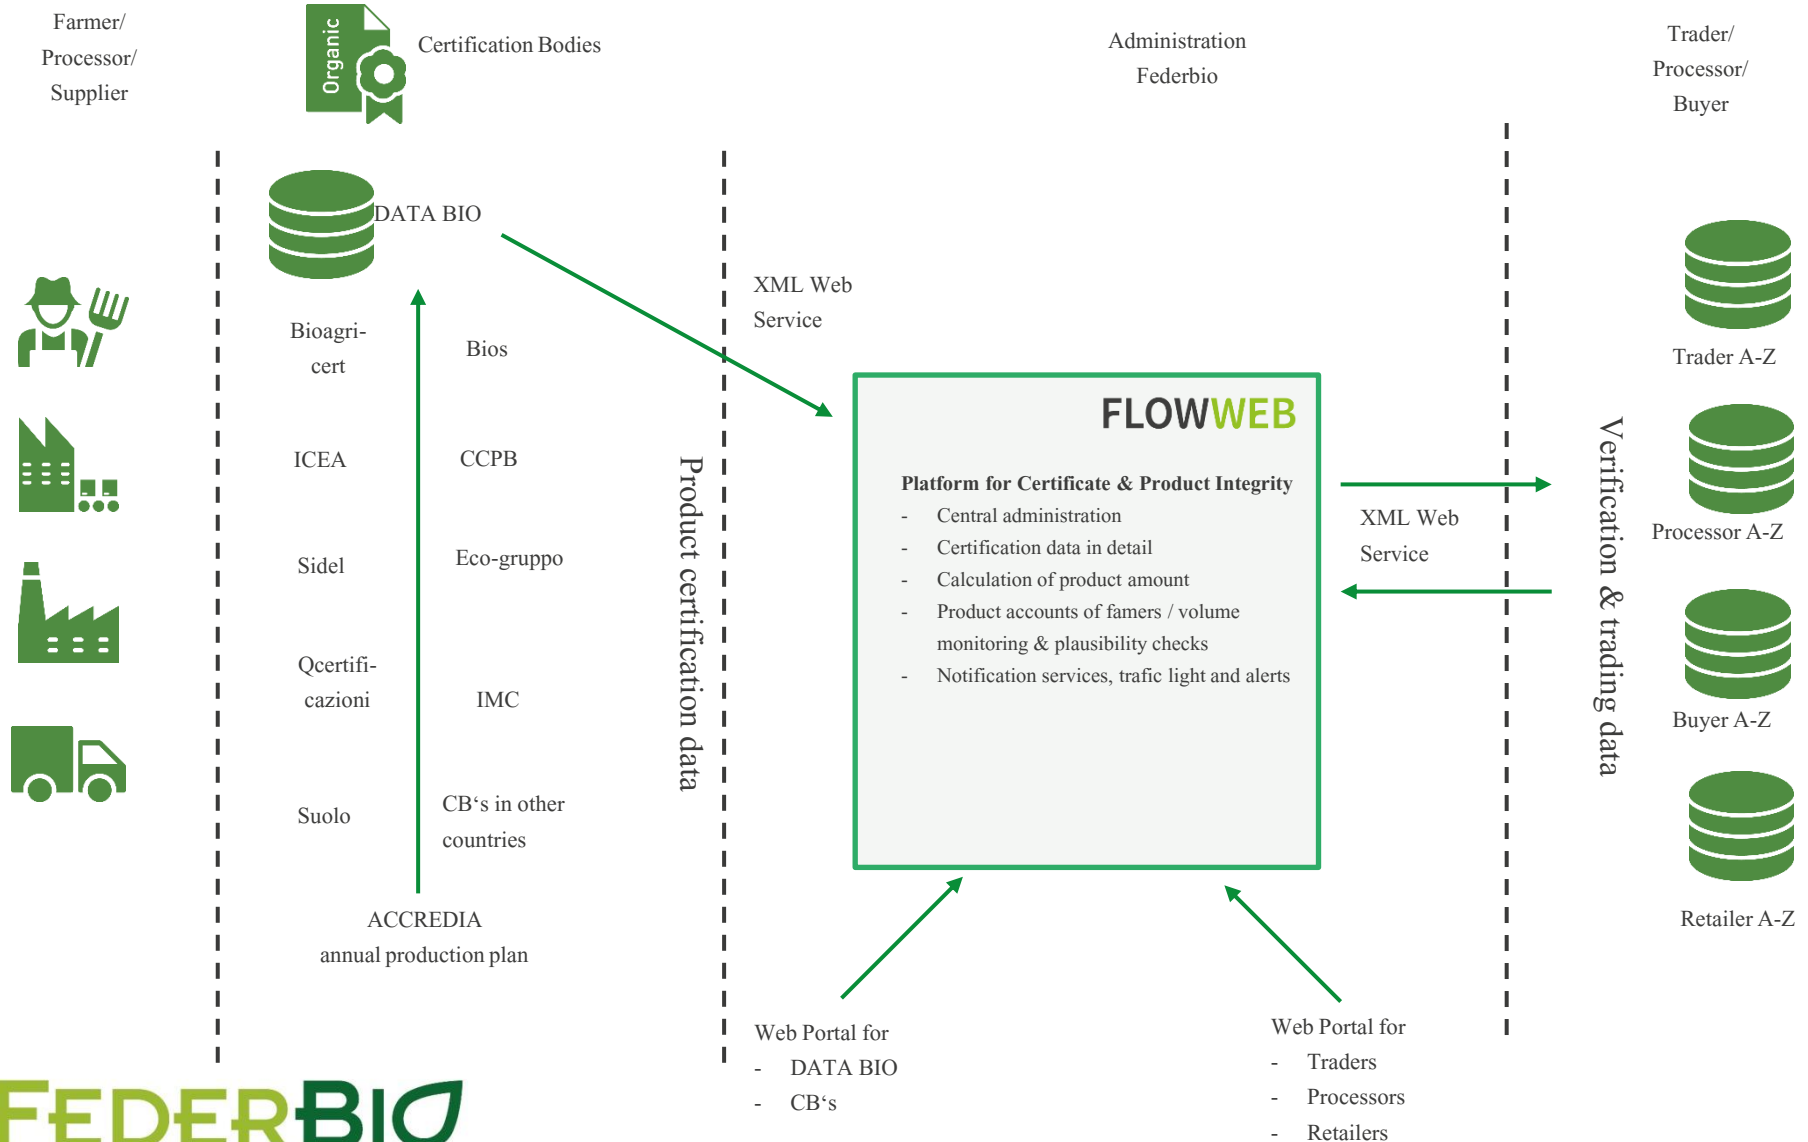 Farmer/
Processor/
Supplier
Organic
Certification Bodies
Administration
Federbio
Trader/
Processor/
Buyer
DATA BIO
XML Web
Service
Bioagri-
cert
Bios
ICEA
CCPB
Sidel
Eco-gruppo
Qcertifi-
cazioni
IMC
Suolo
CB‘s in other
countries
ACCREDIA
annual production plan
Product certification data
FLOWWEB
Platform for Certificate & Product Integrity
- Central administration
- Certification data in detail
- Calculation of product amount
- Product accounts of famers / volume
monitoring & plausibility checks
- Notification services, trafic light and alerts
XML Web
Service
Verification & trading data
Trader A-Z
Processor A-Z
Buyer A-Z
Retailer A-Z
Web Portal for
- DATA BIO
- CB‘s
Web Portal for
- Traders
- Processors
- Retailers
FEDERBIO